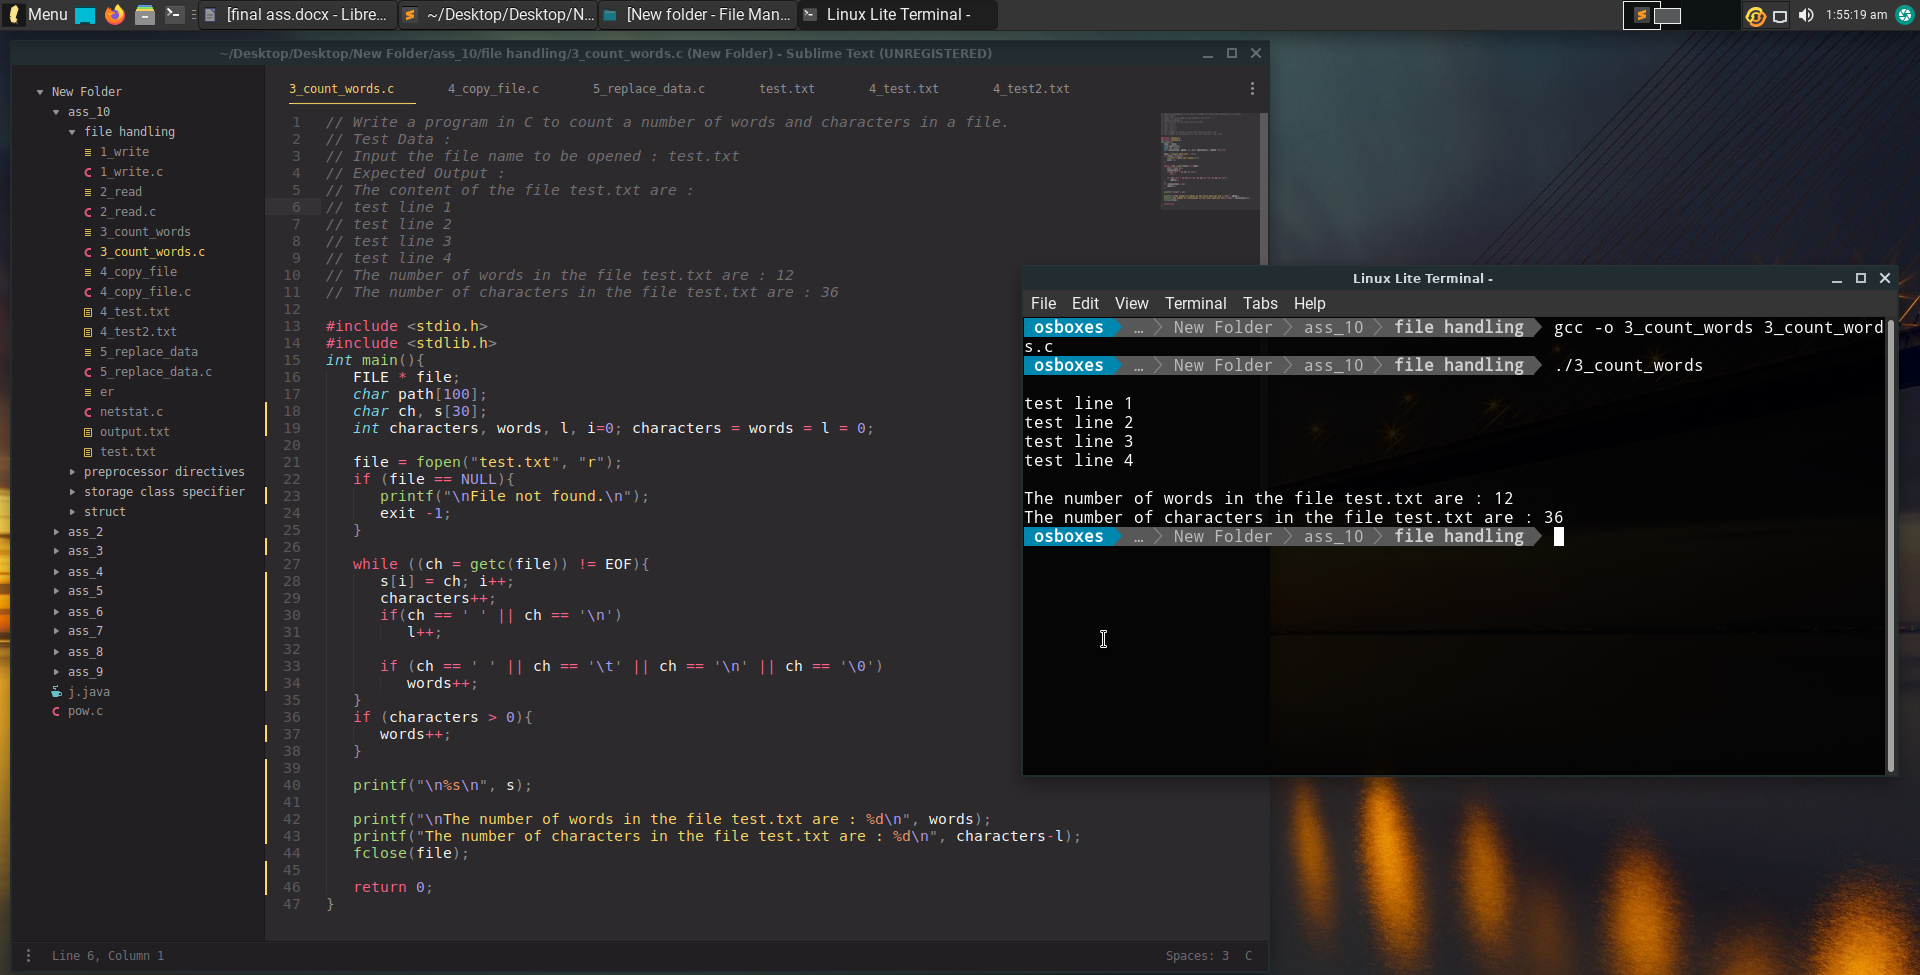 Menu
[final ass.docx - Libre...
~/Desktop/Desktop/N...
[New folder - File Man...
Linux Lite Terminal -
1:55:19 am
~/Desktop/Desktop/New Folder/ass_10/file handling/3_count_words.c (New Folder) - Sublime Text (UNREGISTERED)
New Folder
ass_10
file handling
1_write
1_write.c
2_read
2_read.c
3_count_words
3_count_words.c
4_copy_file
4_copy_file.c
4_test.txt
4_test2.txt
5_replace_data
5_replace_data.c
er
netstat.c
output.txt
test.txt
preprocessor directives
storage class specifier
struct
ass_2
ass_3
ass_4
ass_5
ass_6
ass_7
ass_8
ass_9
j.java
pow.c
3_count_words.c
4_copy_file.c
5_replace_data.c
test.txt
4_test.txt
4_test2.txt
1 // Write a program in C to count a number of words and characters in a file.
2 // Test Data :
3 // Input the file name to be opened : test.txt
4 // Expected Output :
5 // The content of the file test.txt are :
6 // test line 1
7 // test line 2
8 // test line 3
9 // test line 4
10 // The number of words in the file test.txt are : 12
11 // The number of characters in the file test.txt are : 36
12
13 #include <stdio.h>
14 #include <stdlib.h>
15 int main(){
16 FILE * file;
17 char path[100];
18 char ch, s[30];
19 int characters, words, l, i=0; characters = words = l = 0;
20
21 file = fopen("test.txt", "r");
22 if (file == NULL){
23 printf("\nFile not found.\n");
24 exit -1;
25 }
26
27 while ((ch = getc(file)) != EOF){
28 s[i] = ch; i++;
29 characters++;
30 if(ch == ' ' || ch == '\n')
31 l++;
32
33 if (ch == ' ' || ch == '\t' || ch == '\n' || ch == '\0')
34 words++;
35 }
36 if (characters > 0){
37 words++;
38 }
39
40 printf("\n%s\n", s);
41
42 printf("\nThe number of words in the file test.txt are : %d\n", words);
43 printf("The number of characters in the file test.txt are : %d\n", characters-l);
44 fclose(file);
45
46 return 0;
47 }
Line 6, Column 1
Spaces: 3 C
Linux Lite Terminal -
File Edit View Terminal Tabs Help
osboxes … New Folder ass_10 file handling gcc -o 3_count_words 3_count_word
s.c
osboxes … New Folder ass_10 file handling ./3_count_words
test line 1
test line 2
test line 3
test line 4
The number of words in the file test.txt are : 12
The number of characters in the file test.txt are : 36
osboxes … New Folder ass_10 file handling